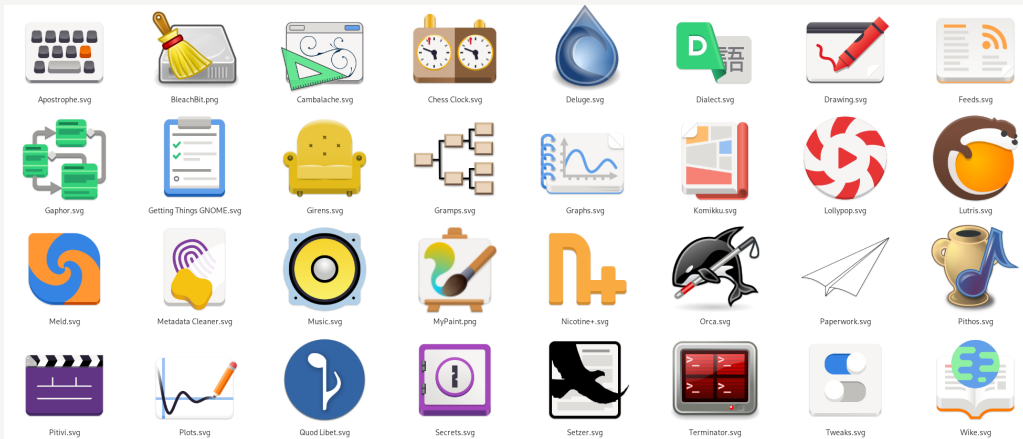 Apostrophe.svg
BleachBit.png
Cambalache.svg
Chess Clock.svg
Deluge.svg
D 語
Dialect.svg
Drawing.svg
Feeds.svg
Gaphor.svg
Getting Things GNOME.svg
Girens.svg
Gramps.svg
Graphs.svg
Komikku.svg
Lollypop.svg
Lutris.svg
Meld.svg
Metadata Cleaner.svg
Music.svg
MyPaint.png
n+
Nicotine+.svg
Orca.svg
Paperwork.svg
Pithos.svg
Pitivi.svg
Plots.svg
Quod Libet.svg
Secrets.svg
Setzer.svg
Terminator.svg
Tweaks.svg
Wike.svg